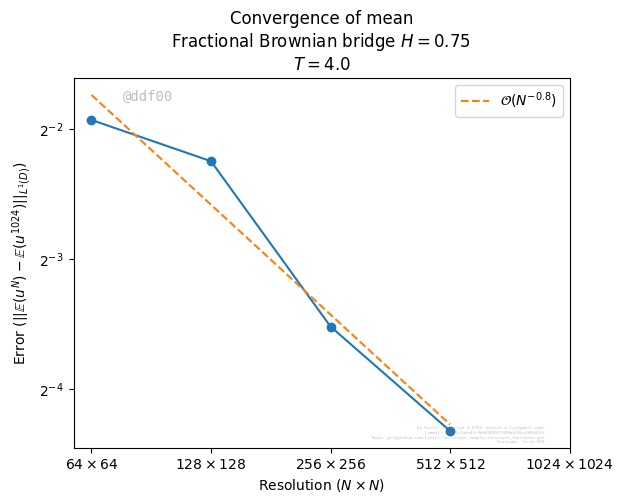 Convergence of mean
Fractional Brownian bridge H = 0.75
T = 4.0
@ddf00
𝒪(N^{-0.8})
2^{-2}
2^{-3}
2^{-4}
Error (||𝔼(u^N) − 𝔼(u^{1024})||_{L^1(D)})
64 × 64
128 × 128
256 × 256
512 × 512
1024 × 1024
Resolution (N × N)